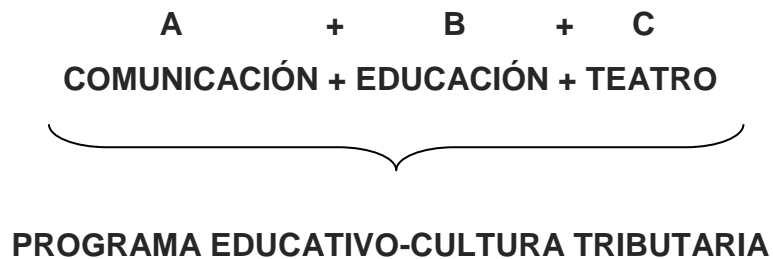 A + B + C
COMUNICACIÓN + EDUCACIÓN + TEATRO
PROGRAMA EDUCATIVO-CULTURA TRIBUTARIA